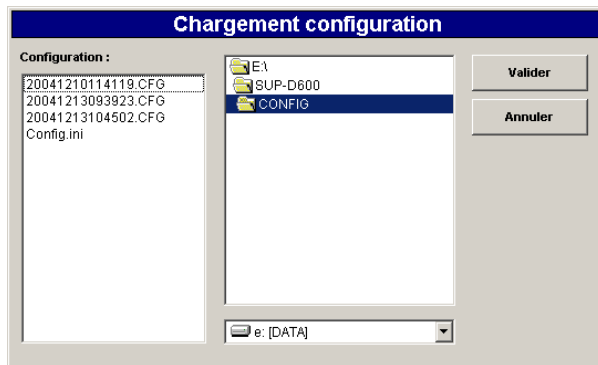 Chargement configuration
Configuration :
20041210114119.CFG
20041213093923.CFG
20041213104502.CFG
Config.ini
E:\
SUP-D600
CONFIG
e: [DATA]
Valider
Annuler